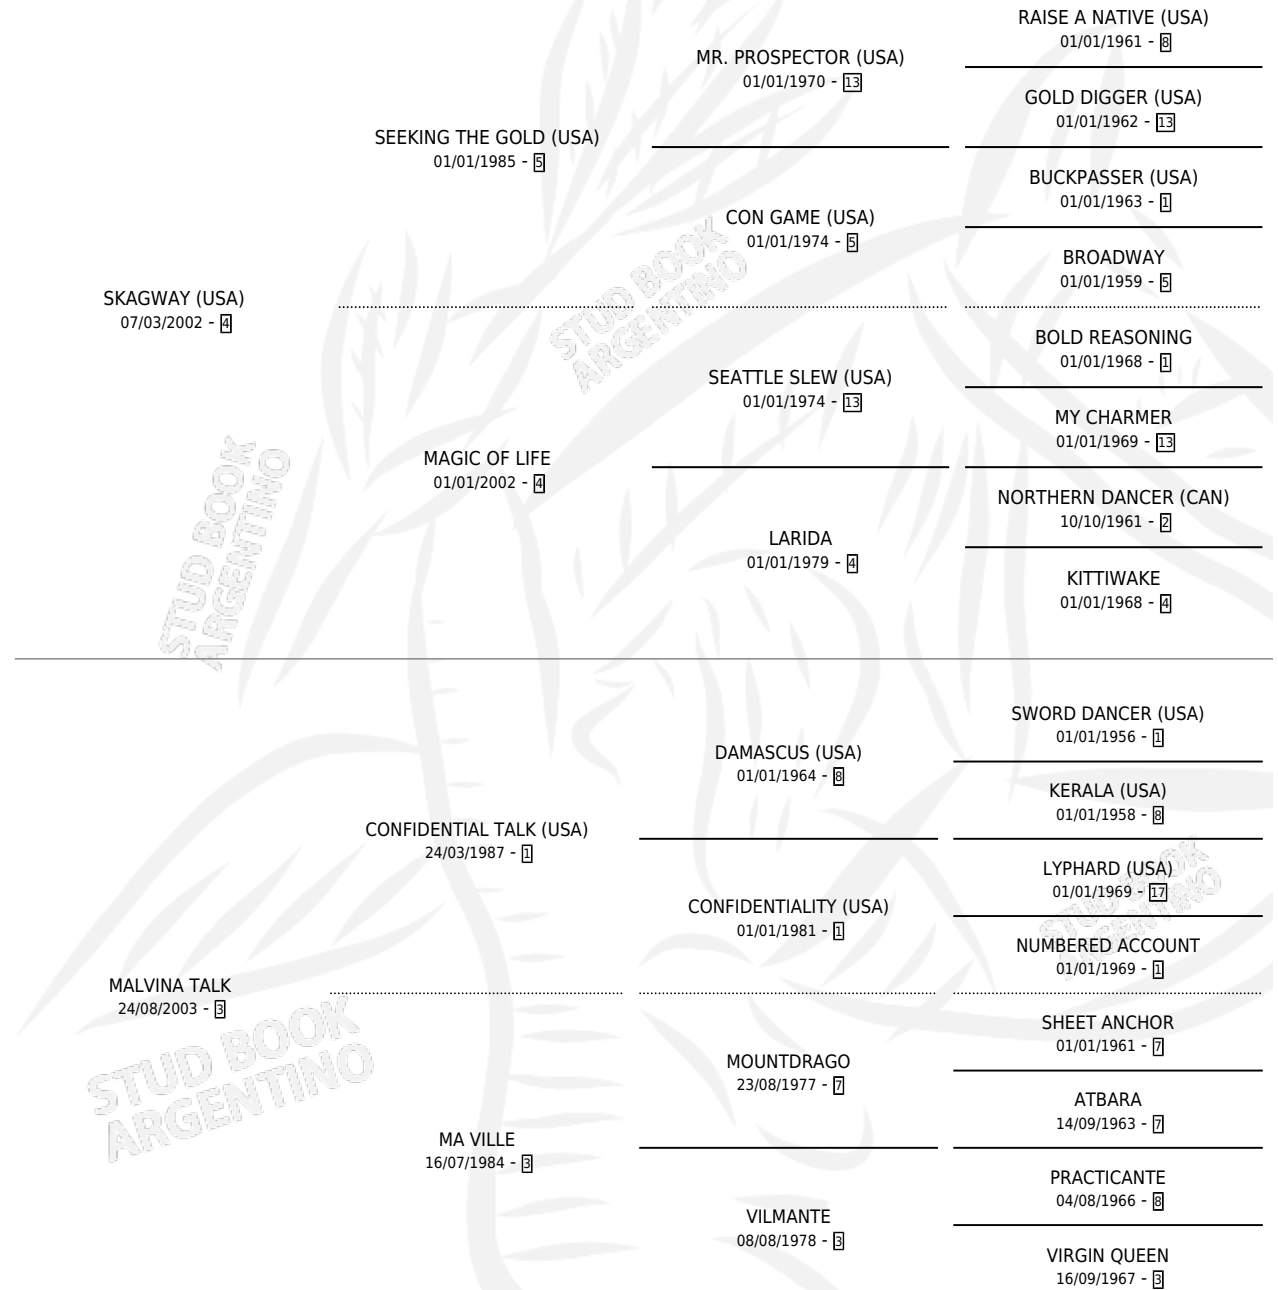 RAISE A NATIVE (USA)
01/01/1961 - 8
MR. PROSPECTOR (USA)
01/01/1970 - 13
GOLD DIGGER (USA)
01/01/1962 - 13
SEEKING THE GOLD (USA)
01/01/1985 - 5
BUCKPASSER (USA)
01/01/1963 - 1
CON GAME (USA)
01/01/1974 - 5
BROADWAY
01/01/1959 - 5
SKAGWAY (USA)
07/03/2002 - 4
BOLD REASONING
01/01/1968 - 1
SEATTLE SLEW (USA)
01/01/1974 - 13
MY CHARMER
01/01/1969 - 13
MAGIC OF LIFE
01/01/2002 - 4
NORTHERN DANCER (CAN)
10/10/1961 - 2
LARIDA
01/01/1979 - 4
KITTIWAKE
01/01/1968 - 4
STUD BOOK
ARGENTINO
STUD BOOK
ARGENTINO
SWORD DANCER (USA)
01/01/1956 - 1
DAMASCUS (USA)
01/01/1964 - 8
KERALA (USA)
01/01/1958 - 8
CONFIDENTIAL TALK (USA)
24/03/1987 - 1
LYPHARD (USA)
01/01/1969 - 17
CONFIDENTIALITY (USA)
01/01/1981 - 1
NUMBERED ACCOUNT
01/01/1969 - 1
MALVINA TALK
24/08/2003 - 3
SHEET ANCHOR
01/01/1961 - 7
MOUNTDRAGO
23/08/1977 - 7
ATBARA
14/09/1963 - 7
MA VILLE
16/07/1984 - 3
PRACTICANTE
04/08/1966 - 8
VILMANTE
08/08/1978 - 3
VIRGIN QUEEN
16/09/1967 - 3
STUD BOOK
ARGENTINO
STUD BOOK
ARGENTINO